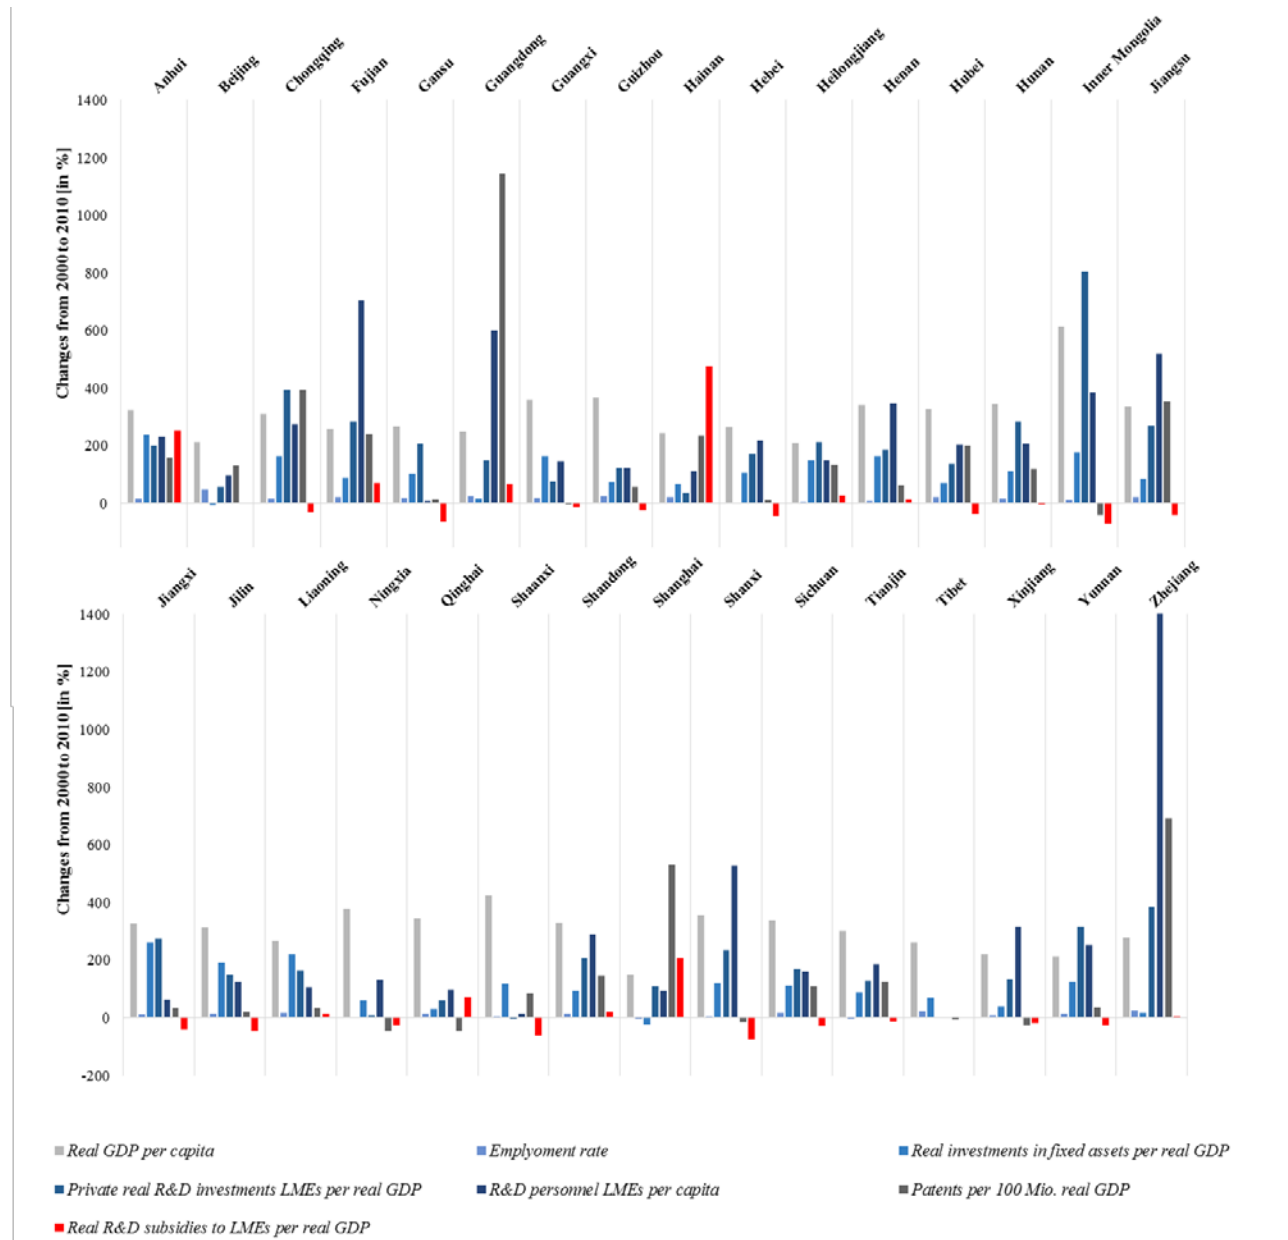 Anhui Beijing Chongqing Fujian Gansu Guangdong Guangxi Guizhou Hainan Hebei Heilongjiang Henan Hubei Hunan Inner Mongolia Jiangsu
Changes from 2000 to 2010 [in %]
1400
1200
1000
800
600
400
200
0
Jiangxi Jilin Liaoning Ningxia Qinghai Shaanxi Shandong Shanghai Shanxi Sichuan Tianjin Tibet Xinjiang Yunnan Zhejiang
Changes from 2000 to 2010 [in %]
1400
1200
1000
800
600
400
200
0
-200
Real GDP per capita Emplyoment rate Real investments in fixed assets per real GDP
Private real R&D investments LMEs per real GDP R&D personnel LMEs per capita Patents per 100 Mio. real GDP
Real R&D subsidies to LMEs per real GDP